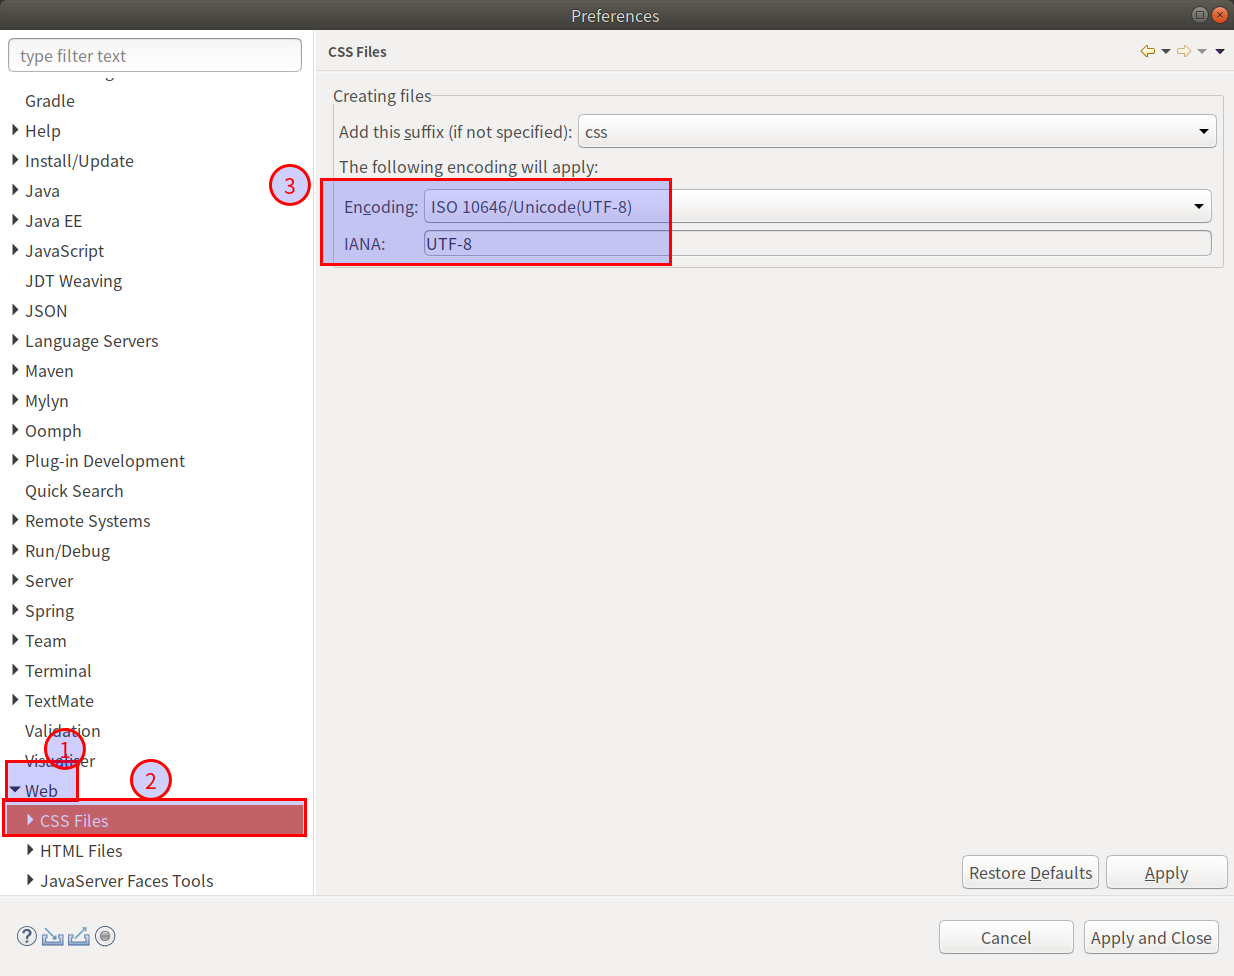 Preferences
type filter text
Gradle
Help
Install/Update
Java
Java EE
JavaScript
JDT Weaving
JSON
Language Servers
Maven
Mylyn
Oomph
Plug-in Development
Quick Search
Remote Systems
Run/Debug
Server
Spring
Team
Terminal
TextMate
Validation
1
Visualiser
Web
2
CSS Files
HTML Files
JavaServer Faces Tools
CSS Files
Creating files
Add this suffix (if not specified): css
The following encoding will apply:
3
Encoding: ISO 10646/Unicode(UTF-8)
IANA: UTF-8
Restore Defaults Apply
? Cancel Apply and Close